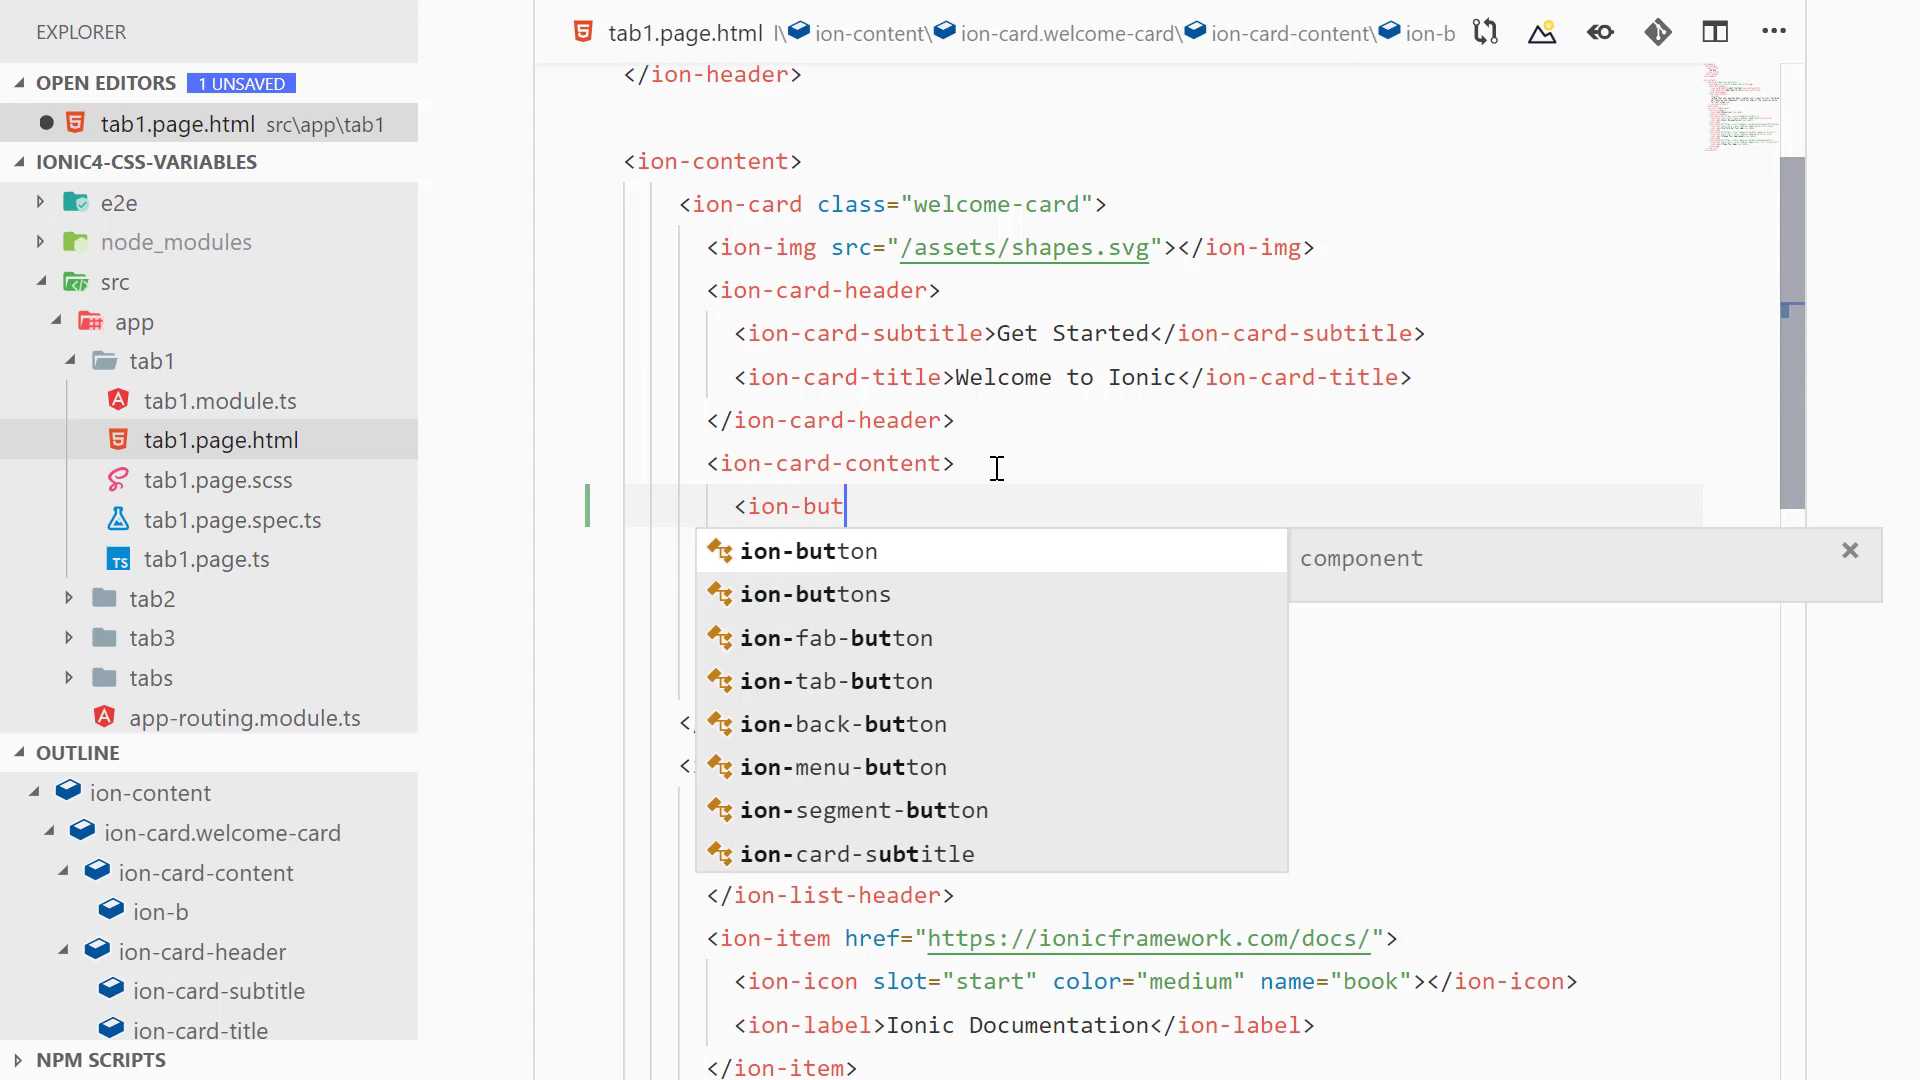 EXPLORER
OPEN EDITORS 1 UNSAVED
tab1.page.html src\app\tab1
IONIC4-CSS-VARIABLES
e2e
node_modules
src
app
tab1
tab1.module.ts
tab1.page.html
tab1.page.scss
tab1.page.spec.ts
TS tab1.page.ts
tab2
tab3
tabs
app-routing.module.ts
OUTLINE
ion-content
ion-card.welcome-card
ion-card-content
ion-b
ion-card-header
ion-card-subtitle
ion-card-title
NPM SCRIPTS
tab1.page.html l\ ion-content\ ion-card.welcome-card\ ion-card-content\ ion-b
</ion-header>
<ion-content>
<ion-card class="welcome-card">
<ion-img src="/assets/shapes.svg"></ion-img>
<ion-card-header>
<ion-card-subtitle>Get Started</ion-card-subtitle>
<ion-card-title>Welcome to Ionic</ion-card-title>
</ion-card-header>
<ion-card-content>
<ion-but
ion-button
component
ion-buttons
ion-fab-button
ion-tab-button
ion-back-button
ion-menu-button
ion-segment-button
ion-card-subtitle
</ion-list-header>
<ion-item href="https://ionicframework.com/docs/">
<ion-icon slot="start" color="medium" name="book"></ion-icon>
<ion-label>Ionic Documentation</ion-label>
</ion-item>